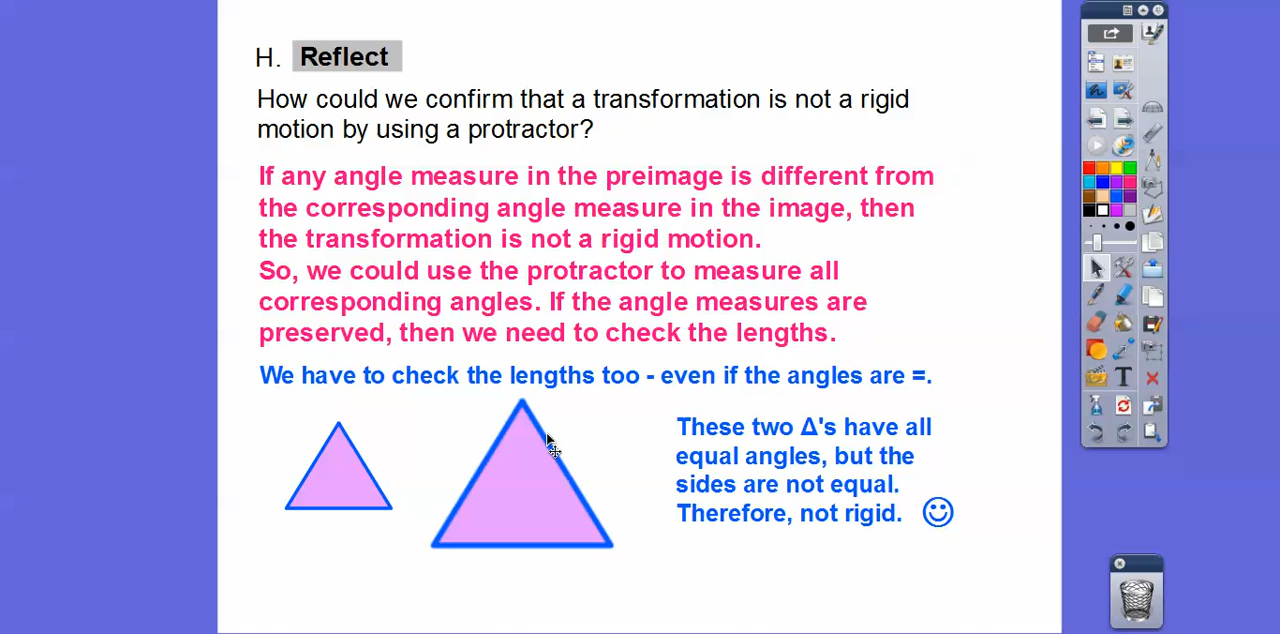 H. Reflect
How could we confirm that a transformation is not a rigid
motion by using a protractor?
If any angle measure in the preimage is different from
the corresponding angle measure in the image, then
the transformation is not a rigid motion.
So, we could use the protractor to measure all
corresponding angles. If the angle measures are
preserved, then we need to check the lengths.
We have to check the lengths too - even if the angles are =.
These two Δ's have all
equal angles, but the
sides are not equal.
Therefore, not rigid.